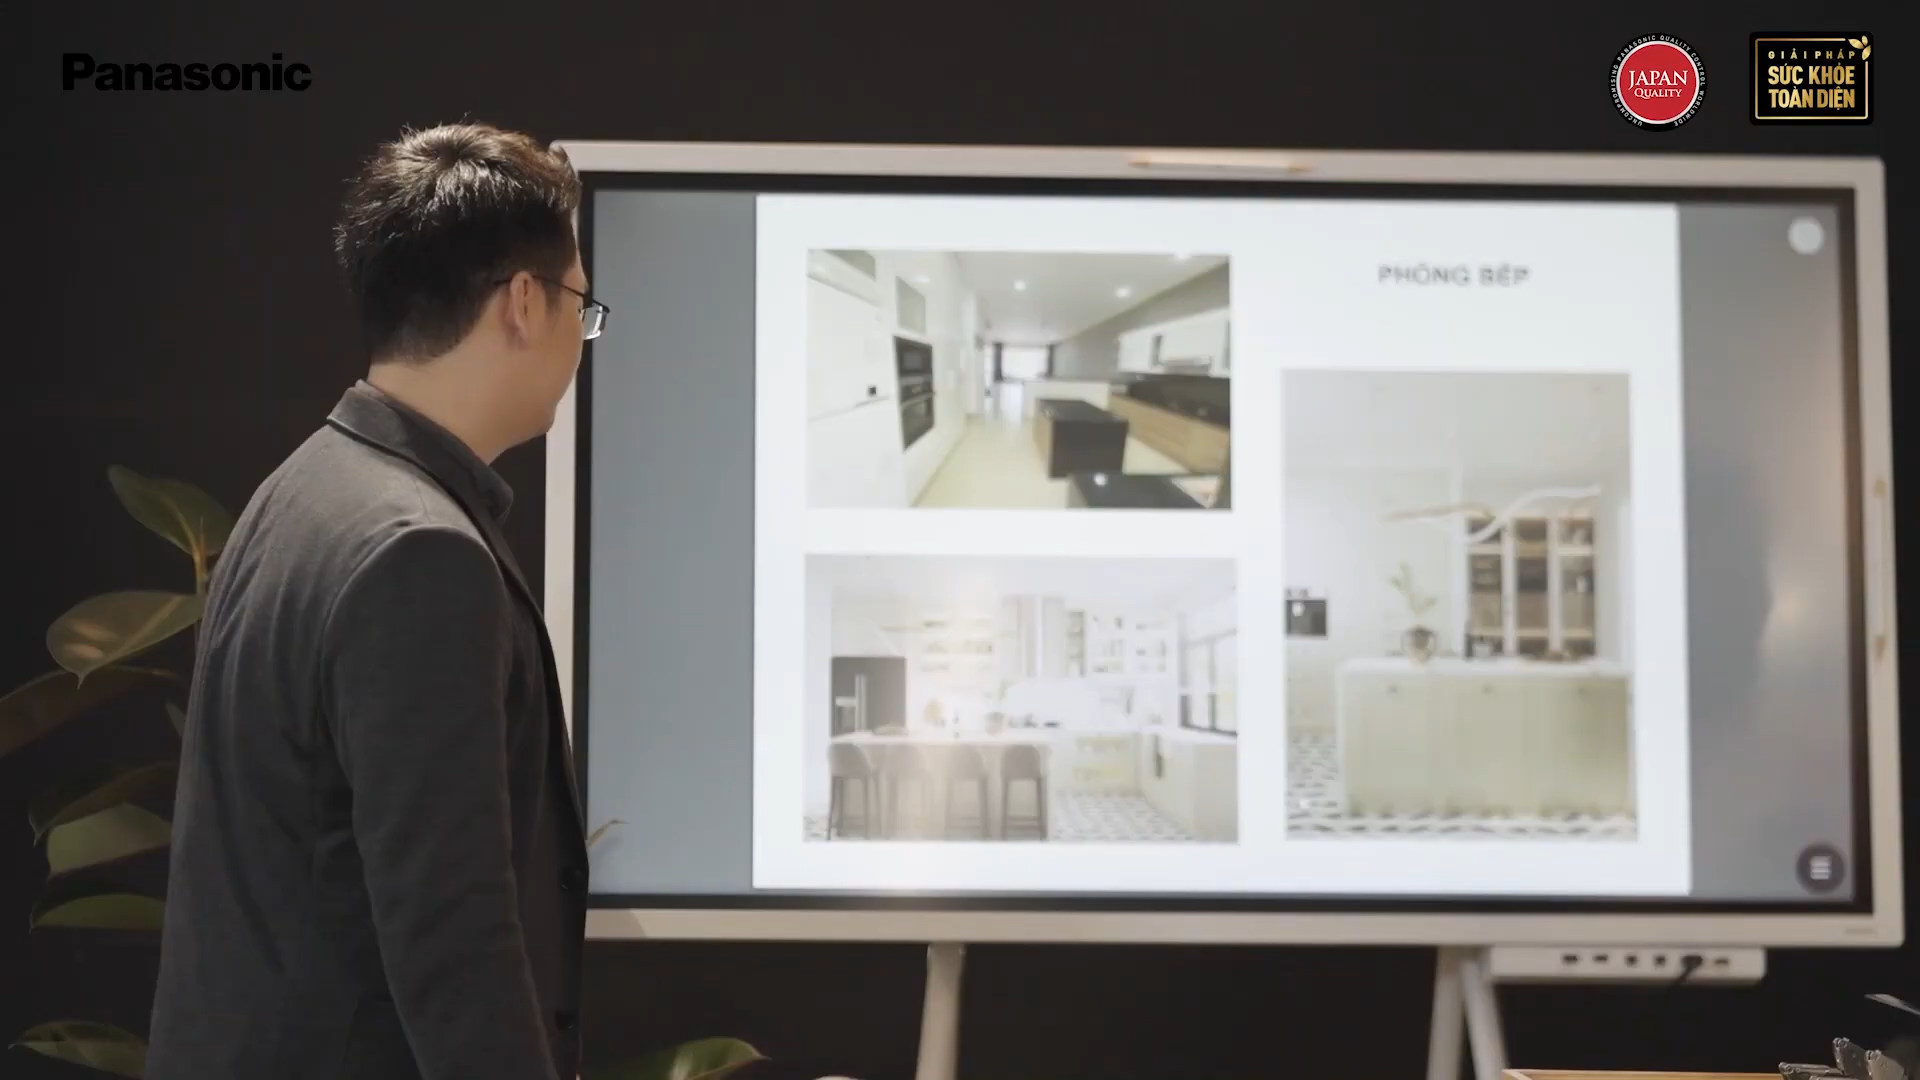 Panasonic
JAPAN
QUALITY
GIẢI PHÁP
SỨC KHỎE
TOÀN DIỆN
PHÒNG BẾP